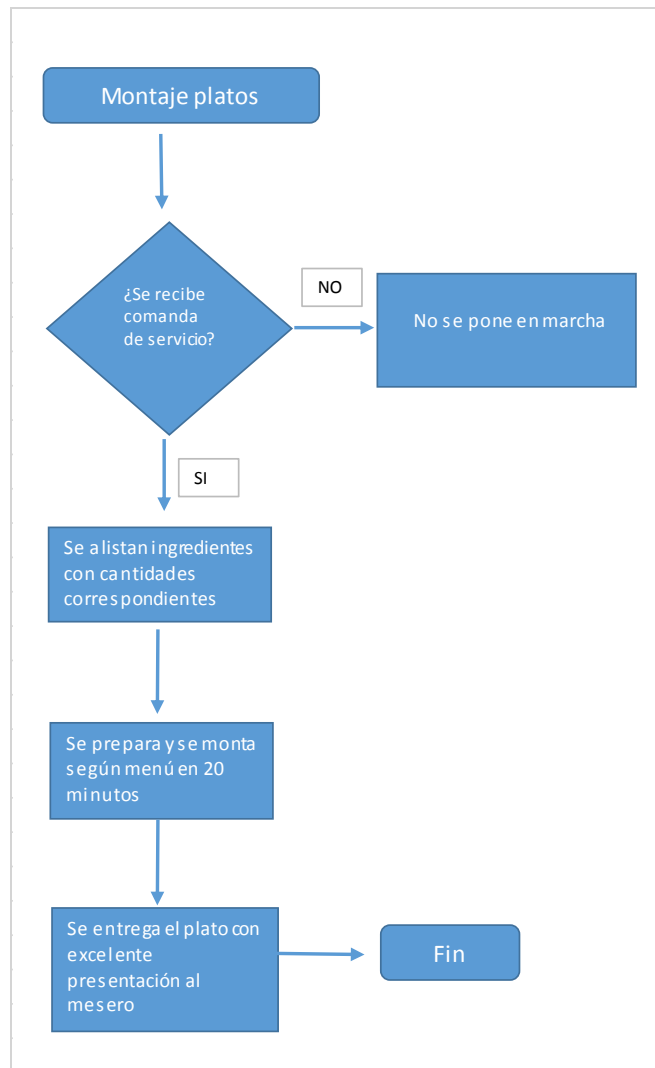 Montaje platos
¿Se recibe
comanda
de servicio?
NO
No se pone en marcha
SI
Se alistan ingredientes
con cantidades
correspondientes
Se prepara y se monta
según menú en 20
minutos
Se entrega el plato con
excelente
presentación al
mesero
Fin